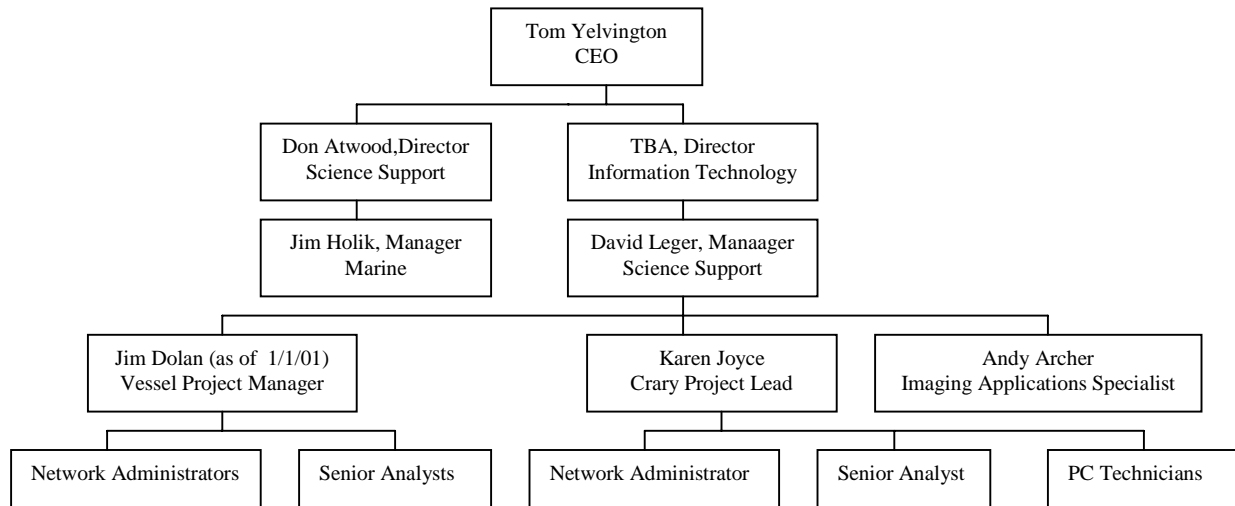 Tom Yelvington
CEO
Don Atwood,Director
Science Support
TBA, Director
Information Technology
Jim Holik, Manager
Marine
David Leger, Manaager
Science Support
Jim Dolan (as of 1/1/01)
Vessel Project Manager
Karen Joyce
Crary Project Lead
Andy Archer
Imaging Applications Specialist
Network Administrators
Senior Analysts
Network Administrator
Senior Analyst
PC Technicians